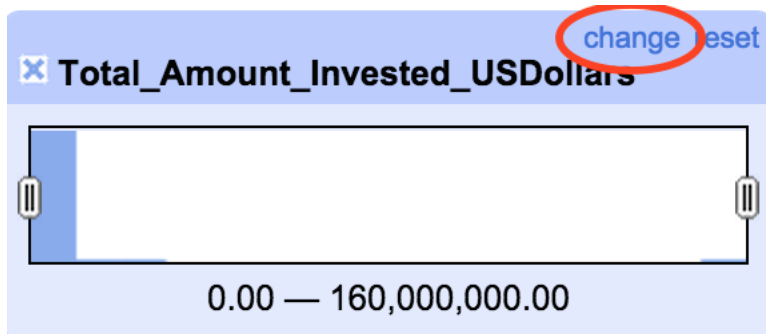 change reset
Total_Amount_Invested_USDollars
0.00 — 160,000,000.00